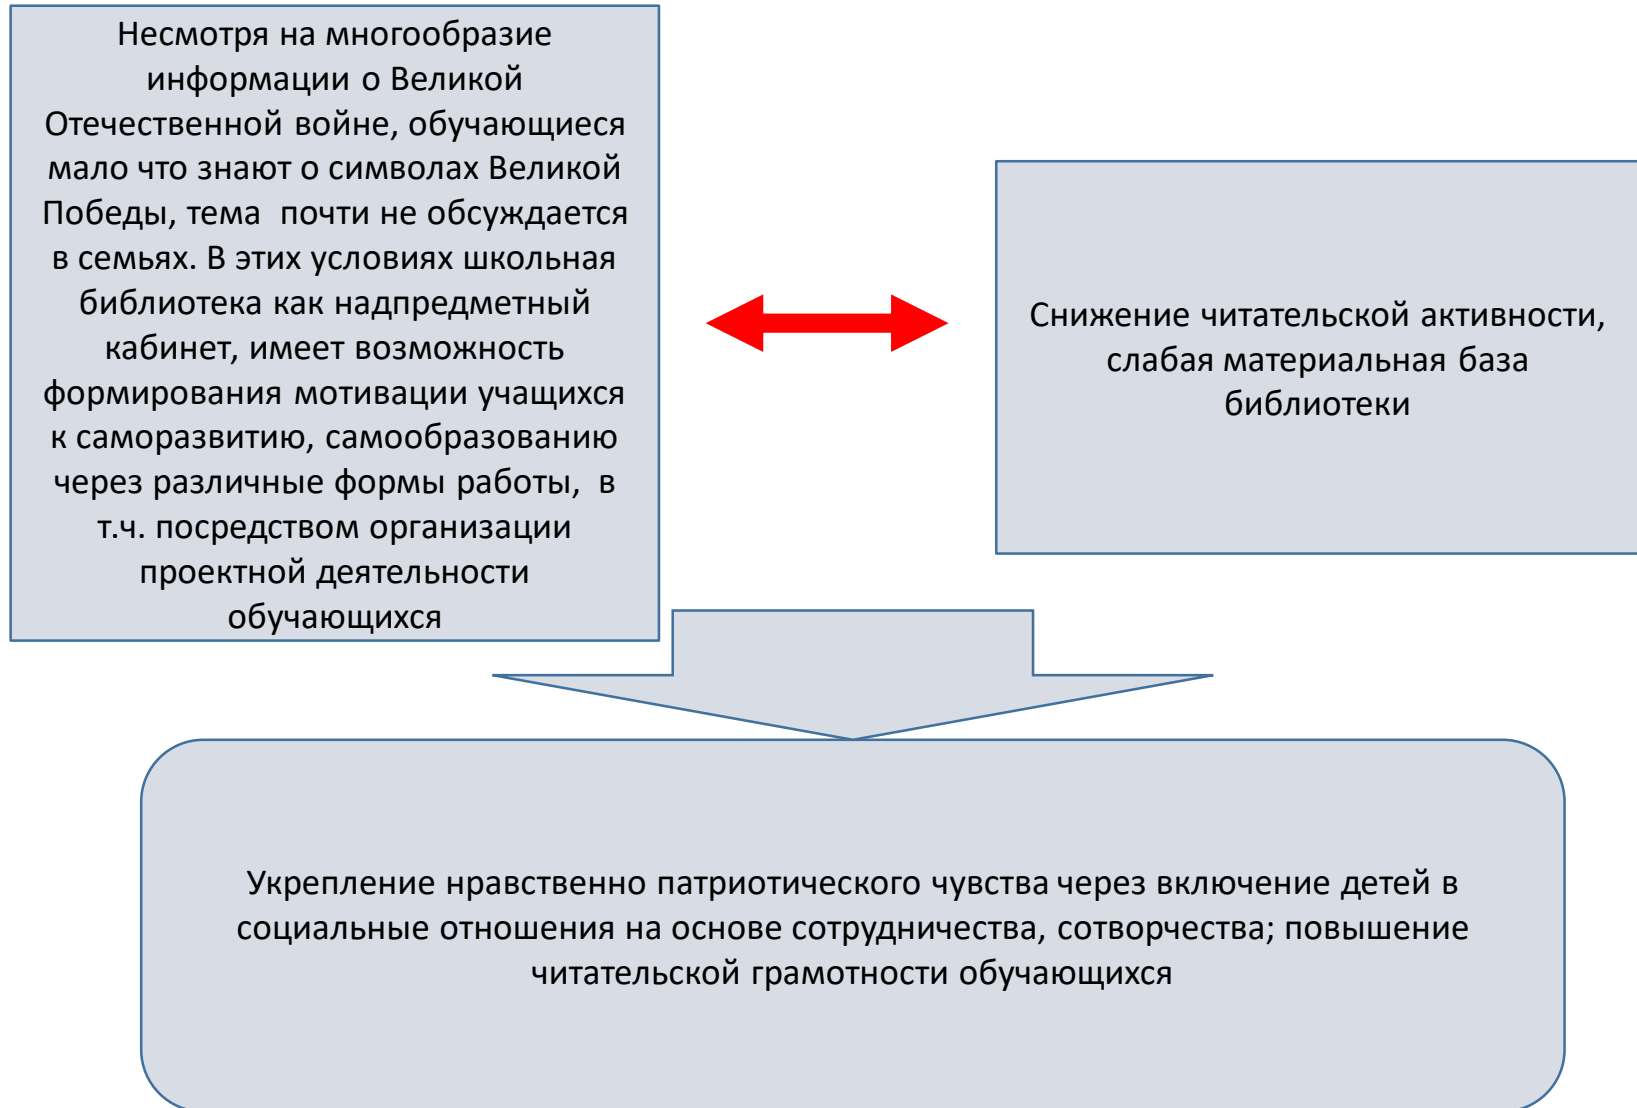 Несмотря на многообразие
информации о Великой
Отечественной войне, обучающиеся
мало что знают о символах Великой
Победы, тема  почти не обсуждается
в семьях. В этих условиях школьная
библиотека как надпредметный
кабинет, имеет возможность
формирования мотивации учащихся
к саморазвитию, самообразованию
через различные формы работы,  в
т.ч. посредством организации
проектной деятельности
обучающихся
Снижение читательской активности,
слабая материальная база
библиотеки
Укрепление нравственно патриотического чувства через включение детей в
социальные отношения на основе сотрудничества, сотворчества; повышение
читательской грамотности обучающихся